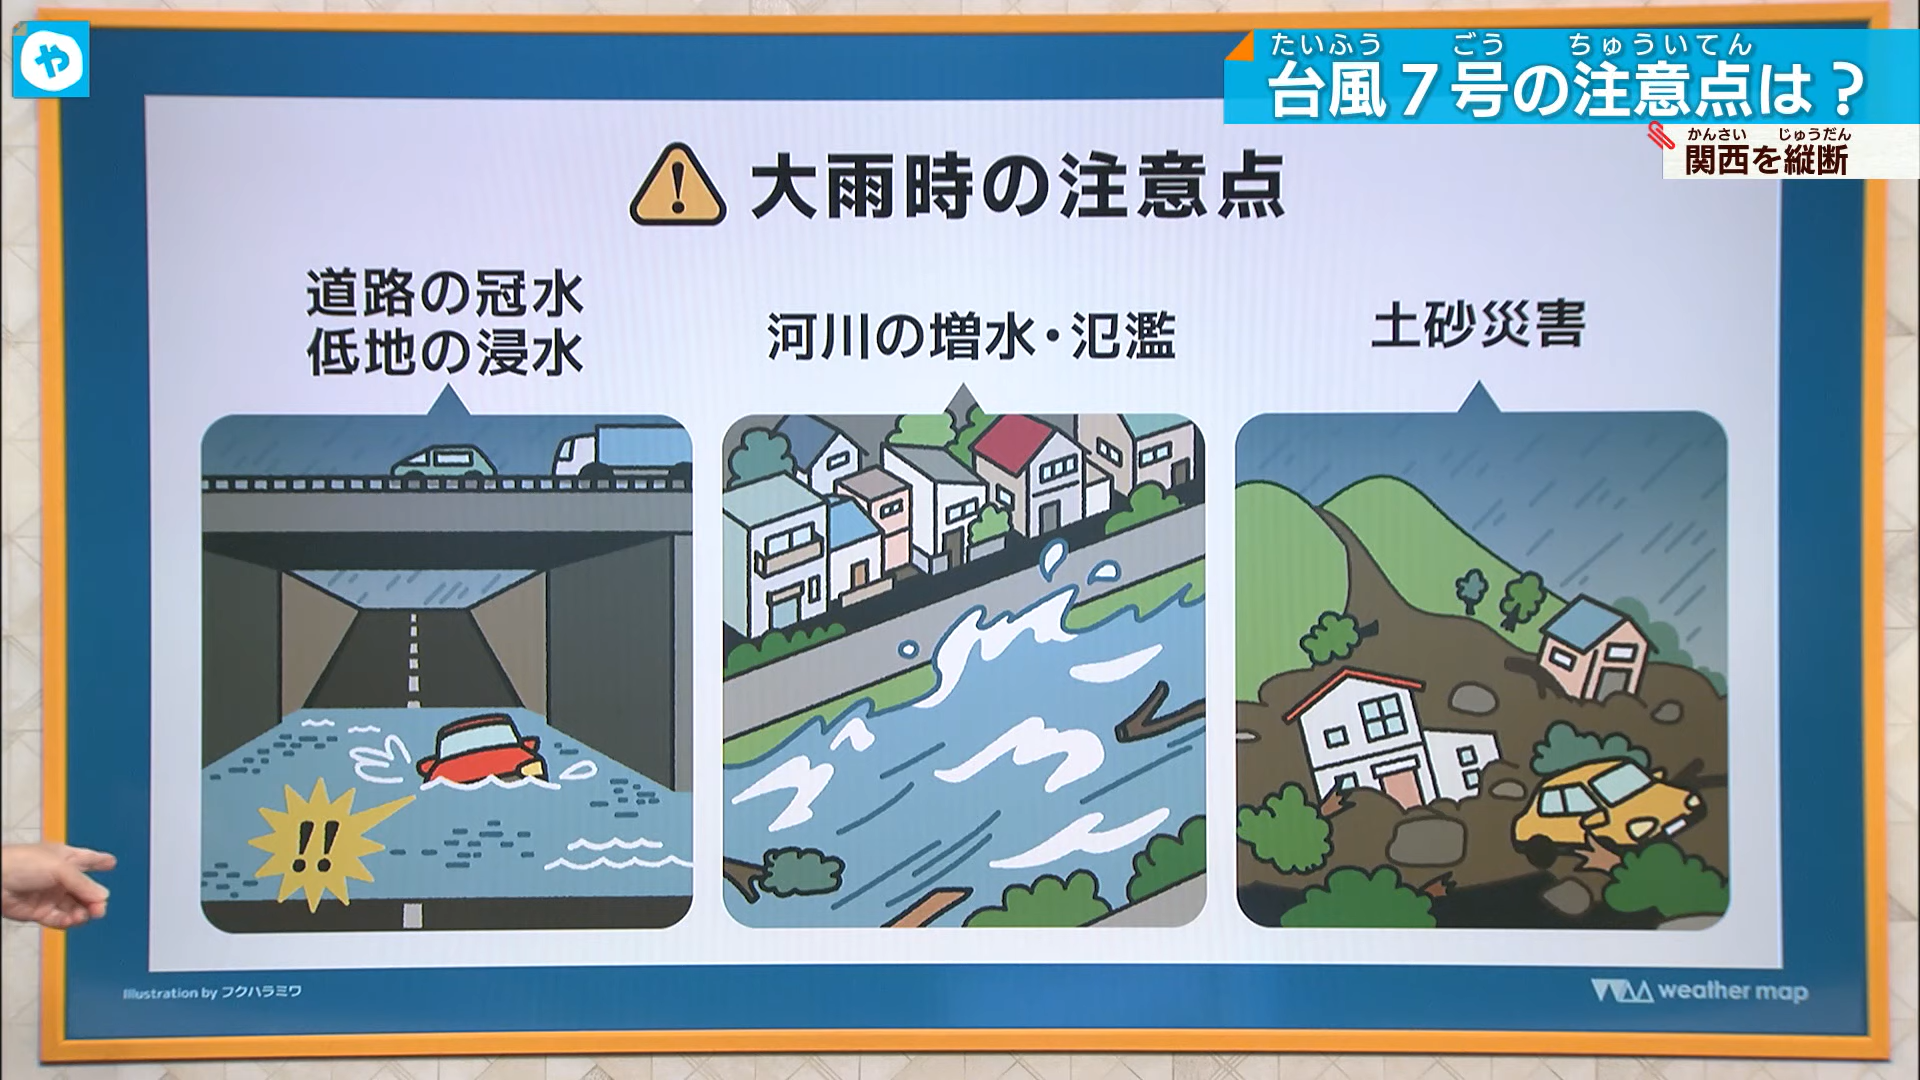 や
たいふう ごう ちゅういてん
台風7号の注意点は?
かんさい じゅうだん
関西を縦断
大雨時の注意点
道路の冠水
低地の浸水
河川の増水・氾濫
土砂災害
!!
Illustration by フクハラミワ
weather map